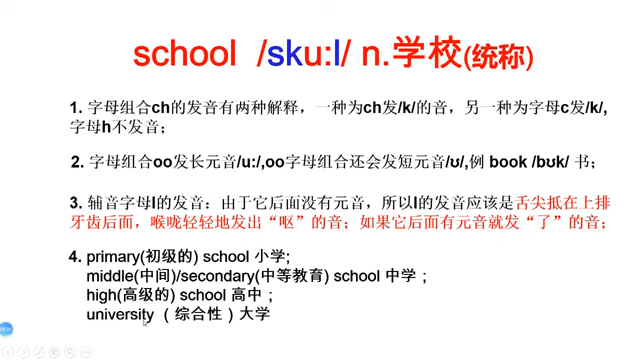 school /sku:l/ n.学校(统称)
1. 字母组合ch的发音有两种解释，一种为ch发/k/的音，另一种为字母c发/k/,
字母h不发音；
2. 字母组合oo发长元音/u:/,oo字母组合还会发短元音/ʊ/,例 book /bʊk/ 书；
3. 辅音字母l的发音：由于它后面没有元音，所以l的发音应该是舌尖抵在上排
牙齿后面，喉咙轻轻地发出“呕”的音；如果它后面有元音就发“了”的音；
4. primary(初级的) school 小学;
middle(中间)/secondary(中等教育) school 中学；
high(高级的) school 高中；
university （综合性）大学